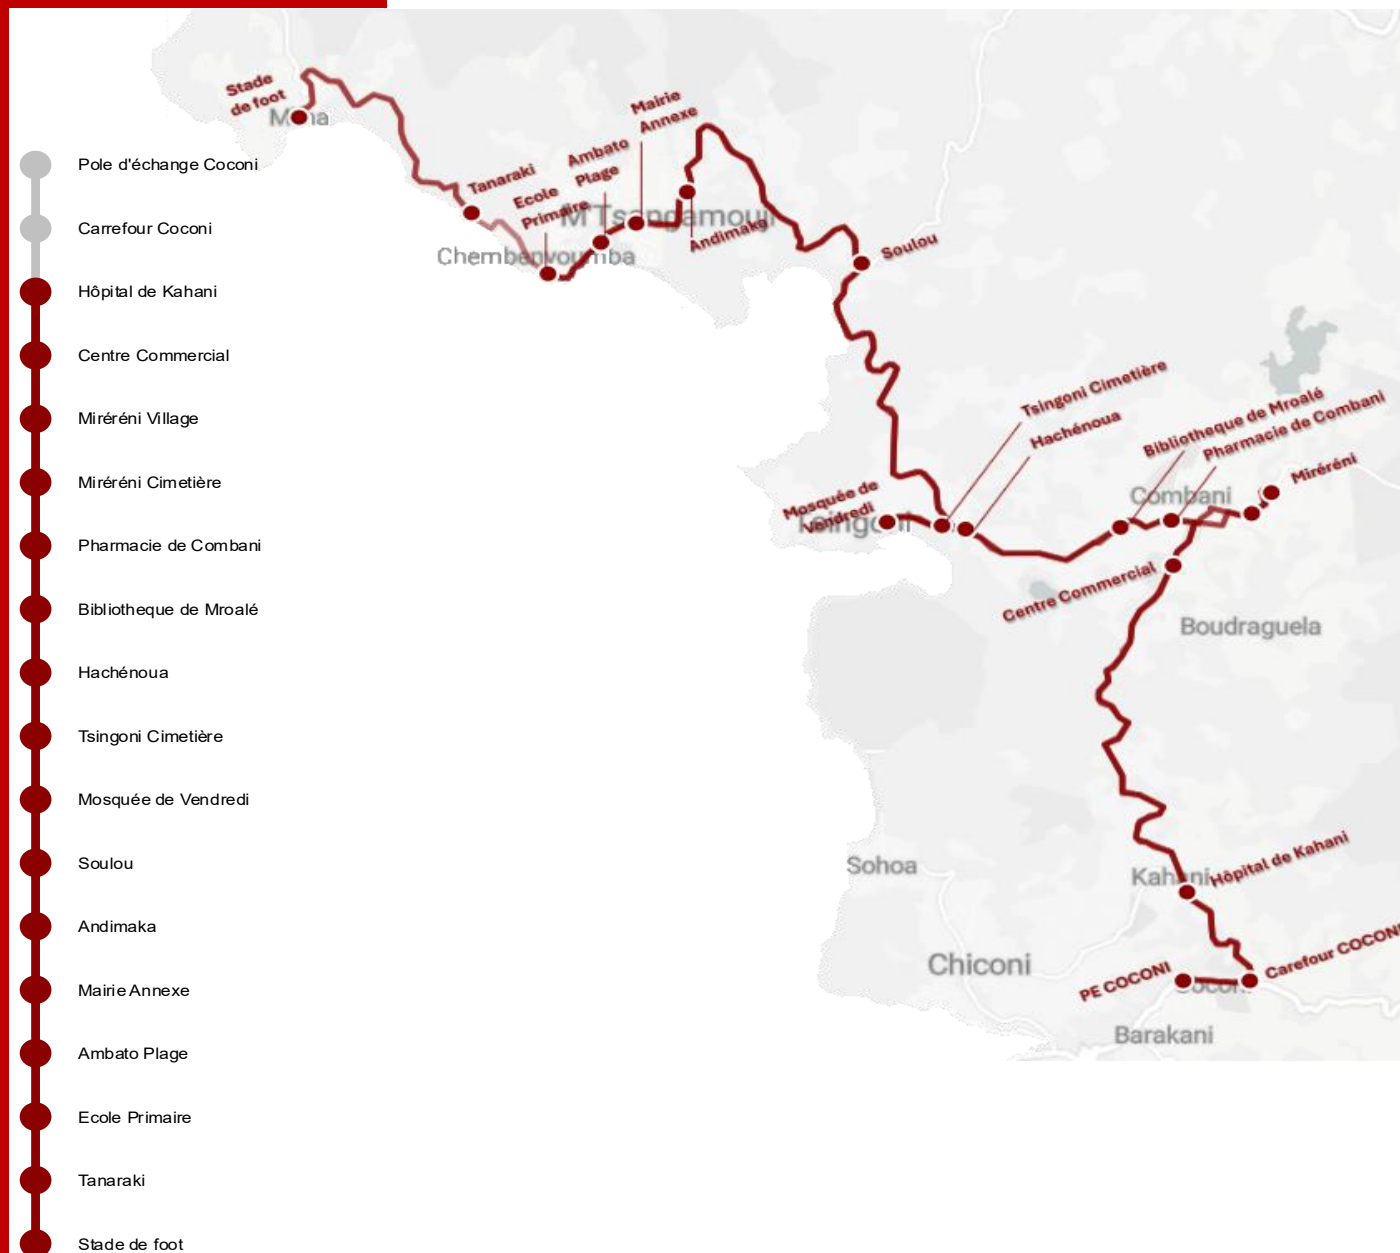 Pole d'échange Coconi
Carrefour Coconi
Hôpital de Kahani
Centre Commercial
Miréréni Village
Miréréni Cimetière
Pharmacie de Combani
Bibliotheque de Mroalé
Hachénoua
Tsingoni Cimetière
Mosquée de Vendredi
Soulou
Andimaka
Mairie Annexe
Ambato Plage
Ecole Primaire
Tanaraki
Stade de foot
Stade
de foot
Tanaraki
Ecole
Primaire
Ambato
Plage
Mairie
Annexe
M'Tsangamouji
Andimaka
Chembenyoumba
Soulou
Tsingoni Cimetière
Hachénoua
Bibliotheque de Mroalé
Pharmacie de Combani
Miréréni
Combani
Mosquée de
Vendredi
Tsingoni
Centre Commercial
Boudraguela
Sohoa
Kahani
Hôpital de Kahani
Chiconi
PE COCONI
Carefour COCONI
Coconi
Barakani